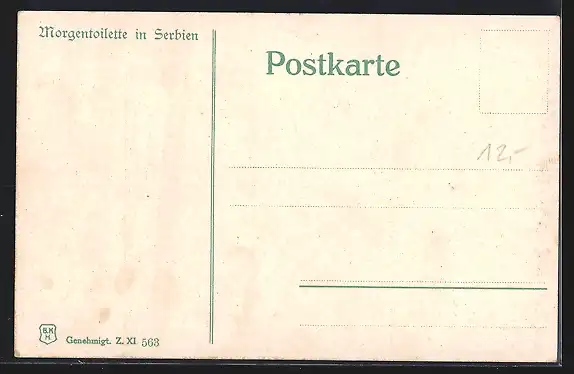 Morgentoilette in Serbien
Postkarte
12.-
B.K.
M.
Genehmigt. Z. XI 563